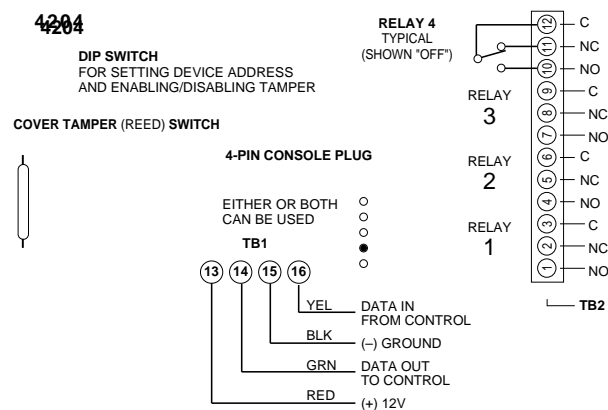 4204
4204
DIP SWITCH
FOR SETTING DEVICE ADDRESS
AND ENABLING/DISABLING TAMPER
COVER TAMPER (REED) SWITCH
4-PIN CONSOLE PLUG
EITHER OR BOTH
CAN BE USED
TB1
13 14 15 16
YEL DATA IN
FROM CONTROL
BLK (–) GROUND
GRN DATA OUT
TO CONTROL
RED (+) 12V
RELAY 4
TYPICAL
(SHOWN "OFF")
RELAY
3
RELAY
2
RELAY
1
12 C
11 NC
10 NO
9 C
8 NC
7 NO
6 C
5 NC
4 NO
3 C
2 NC
1 NO
TB2